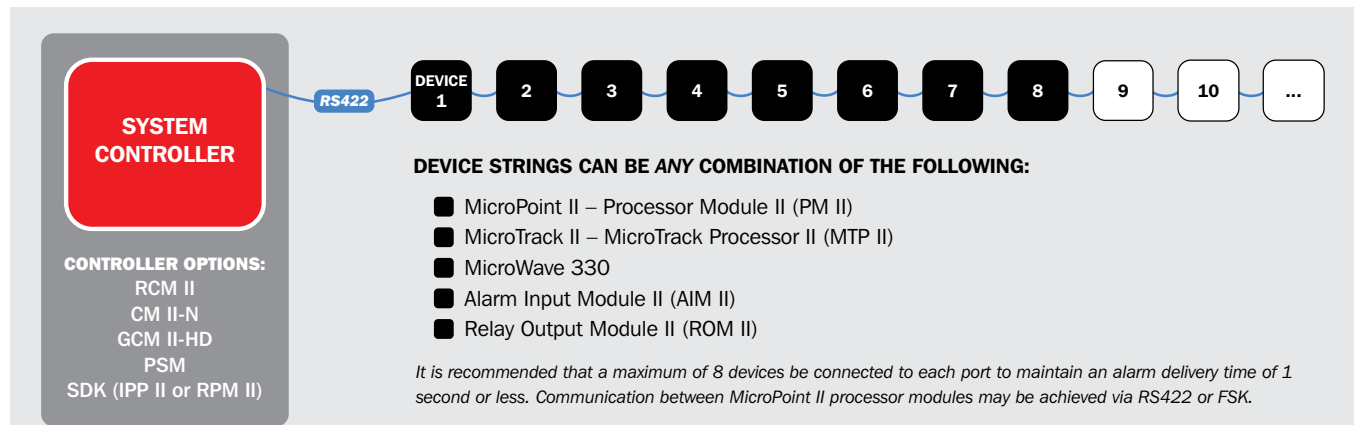 SYSTEM
CONTROLLER
CONTROLLER OPTIONS:
RCM II
CM II-N
GCM II-HD
PSM
SDK (IPP II or RPM II)
RS422
DEVICE
1
2
3
4
5
6
7
8
9
10
...
DEVICE STRINGS CAN BE ANY COMBINATION OF THE FOLLOWING:
MicroPoint II – Processor Module II (PM II)
MicroTrack II – MicroTrack Processor II (MTP II)
MicroWave 330
Alarm Input Module II (AIM II)
Relay Output Module II (ROM II)
It is recommended that a maximum of 8 devices be connected to each port to maintain an alarm delivery time of 1
second or less. Communication between MicroPoint II processor modules may be achieved via RS422 or FSK.